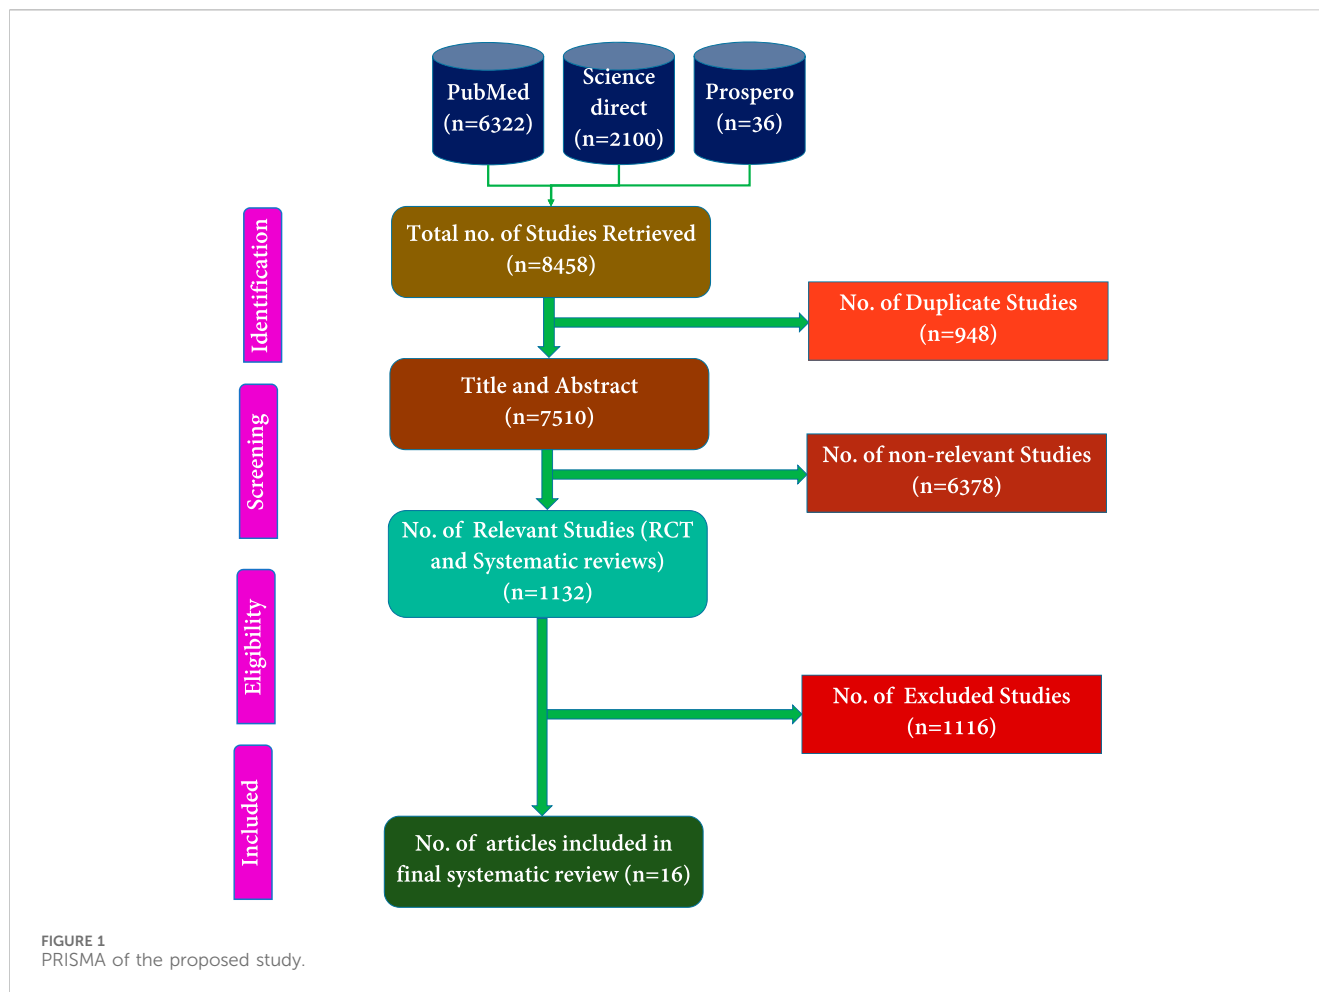 PubMed
(n=6322)
Science
direct
(n=2100)
Prospero
(n=36)
Identification
Total no. of Studies Retrieved
(n=8458)
No. of Duplicate Studies
(n=948)
Screening
Title and Abstract
(n=7510)
No. of non-relevant Studies
(n=6378)
Eligibility
No. of Relevant Studies (RCT
and Systematic reviews)
(n=1132)
No. of Excluded Studies
(n=1116)
Included
No. of articles included in
final systematic review (n=16)
FIGURE 1
PRISMA of the proposed study.